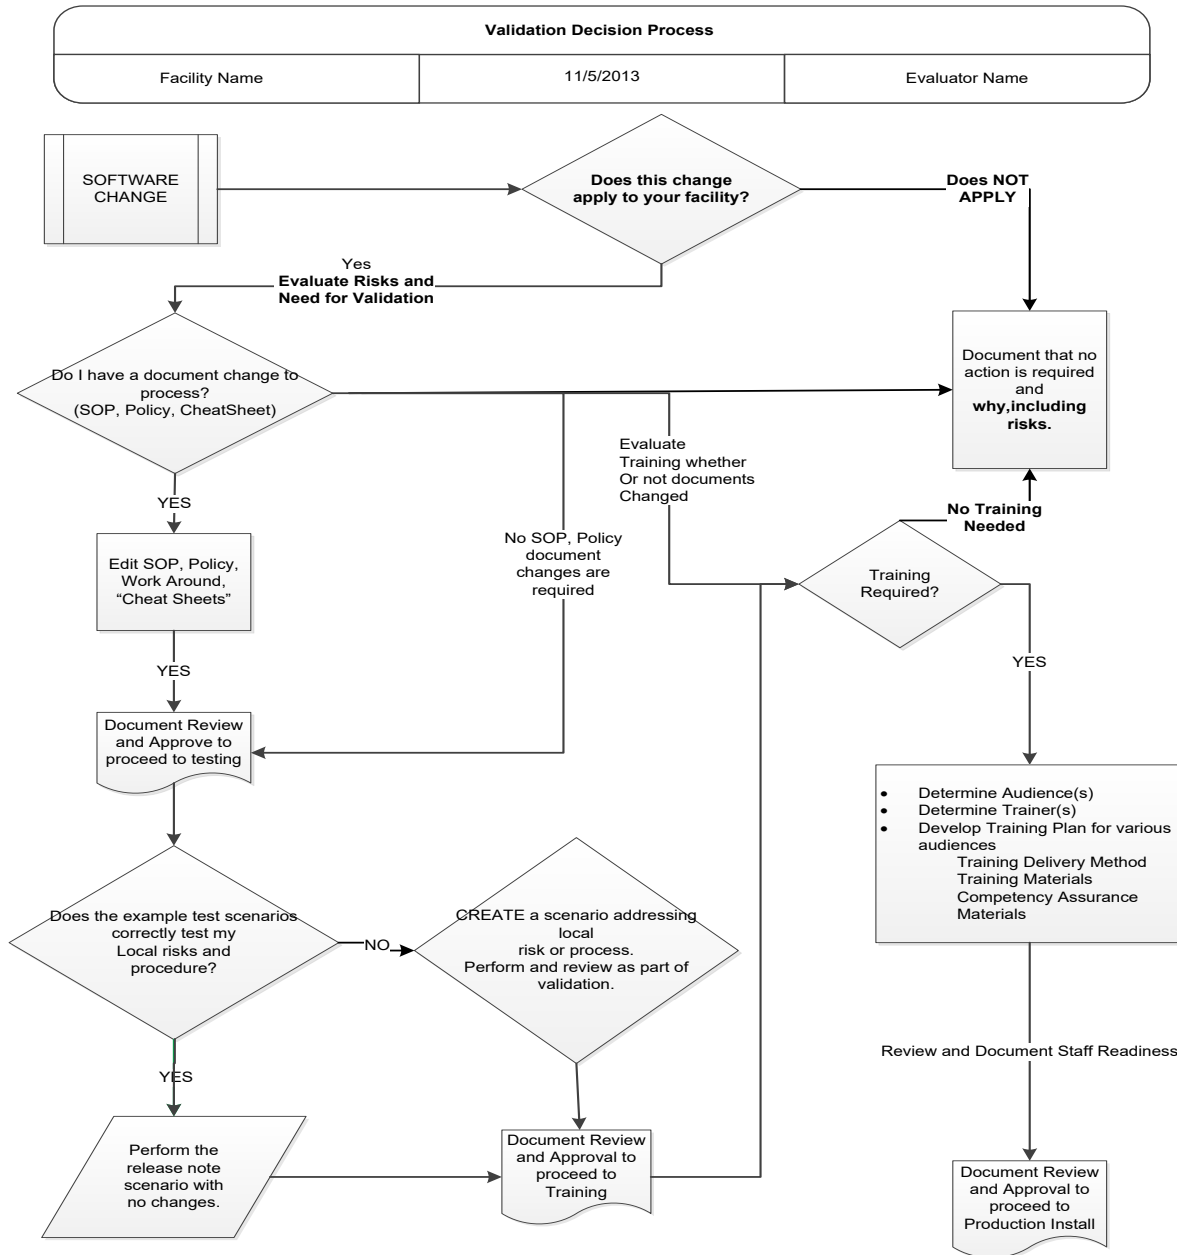 Validation Decision Process
Facility Name
11/5/2013
Evaluator Name
SOFTWARE
CHANGE
Does this change
apply to your facility?
Does NOT
APPLY
Yes
Evaluate Risks and
Need for Validation
Do I have a document change to
process?
(SOP, Policy, CheatSheet)
Document that no
action is required
and
why,including
risks.
Evaluate
Training whether
Or not documents
Changed
YES
No Training
Needed
No SOP, Policy
document
changes are
required
Edit SOP, Policy,
Work Around,
“Cheat Sheets”
Training
Required?
YES
YES
Document Review
and Approve to
proceed to testing
• Determine Audience(s)
• Determine Trainer(s)
• Develop Training Plan for various
audiences
Training Delivery Method
Training Materials
Competency Assurance
Materials
Does the example test scenarios
correctly test my
Local risks and
procedure?
NO
CREATE a scenario addressing
local
risk or process.
Perform and review as part of
validation.
Review and Document Staff Readiness
YES
Perform the
release note
scenario with
no changes.
Document Review
and Approval to
proceed to
Training
Document Review
and Approval to
proceed to
Production Install